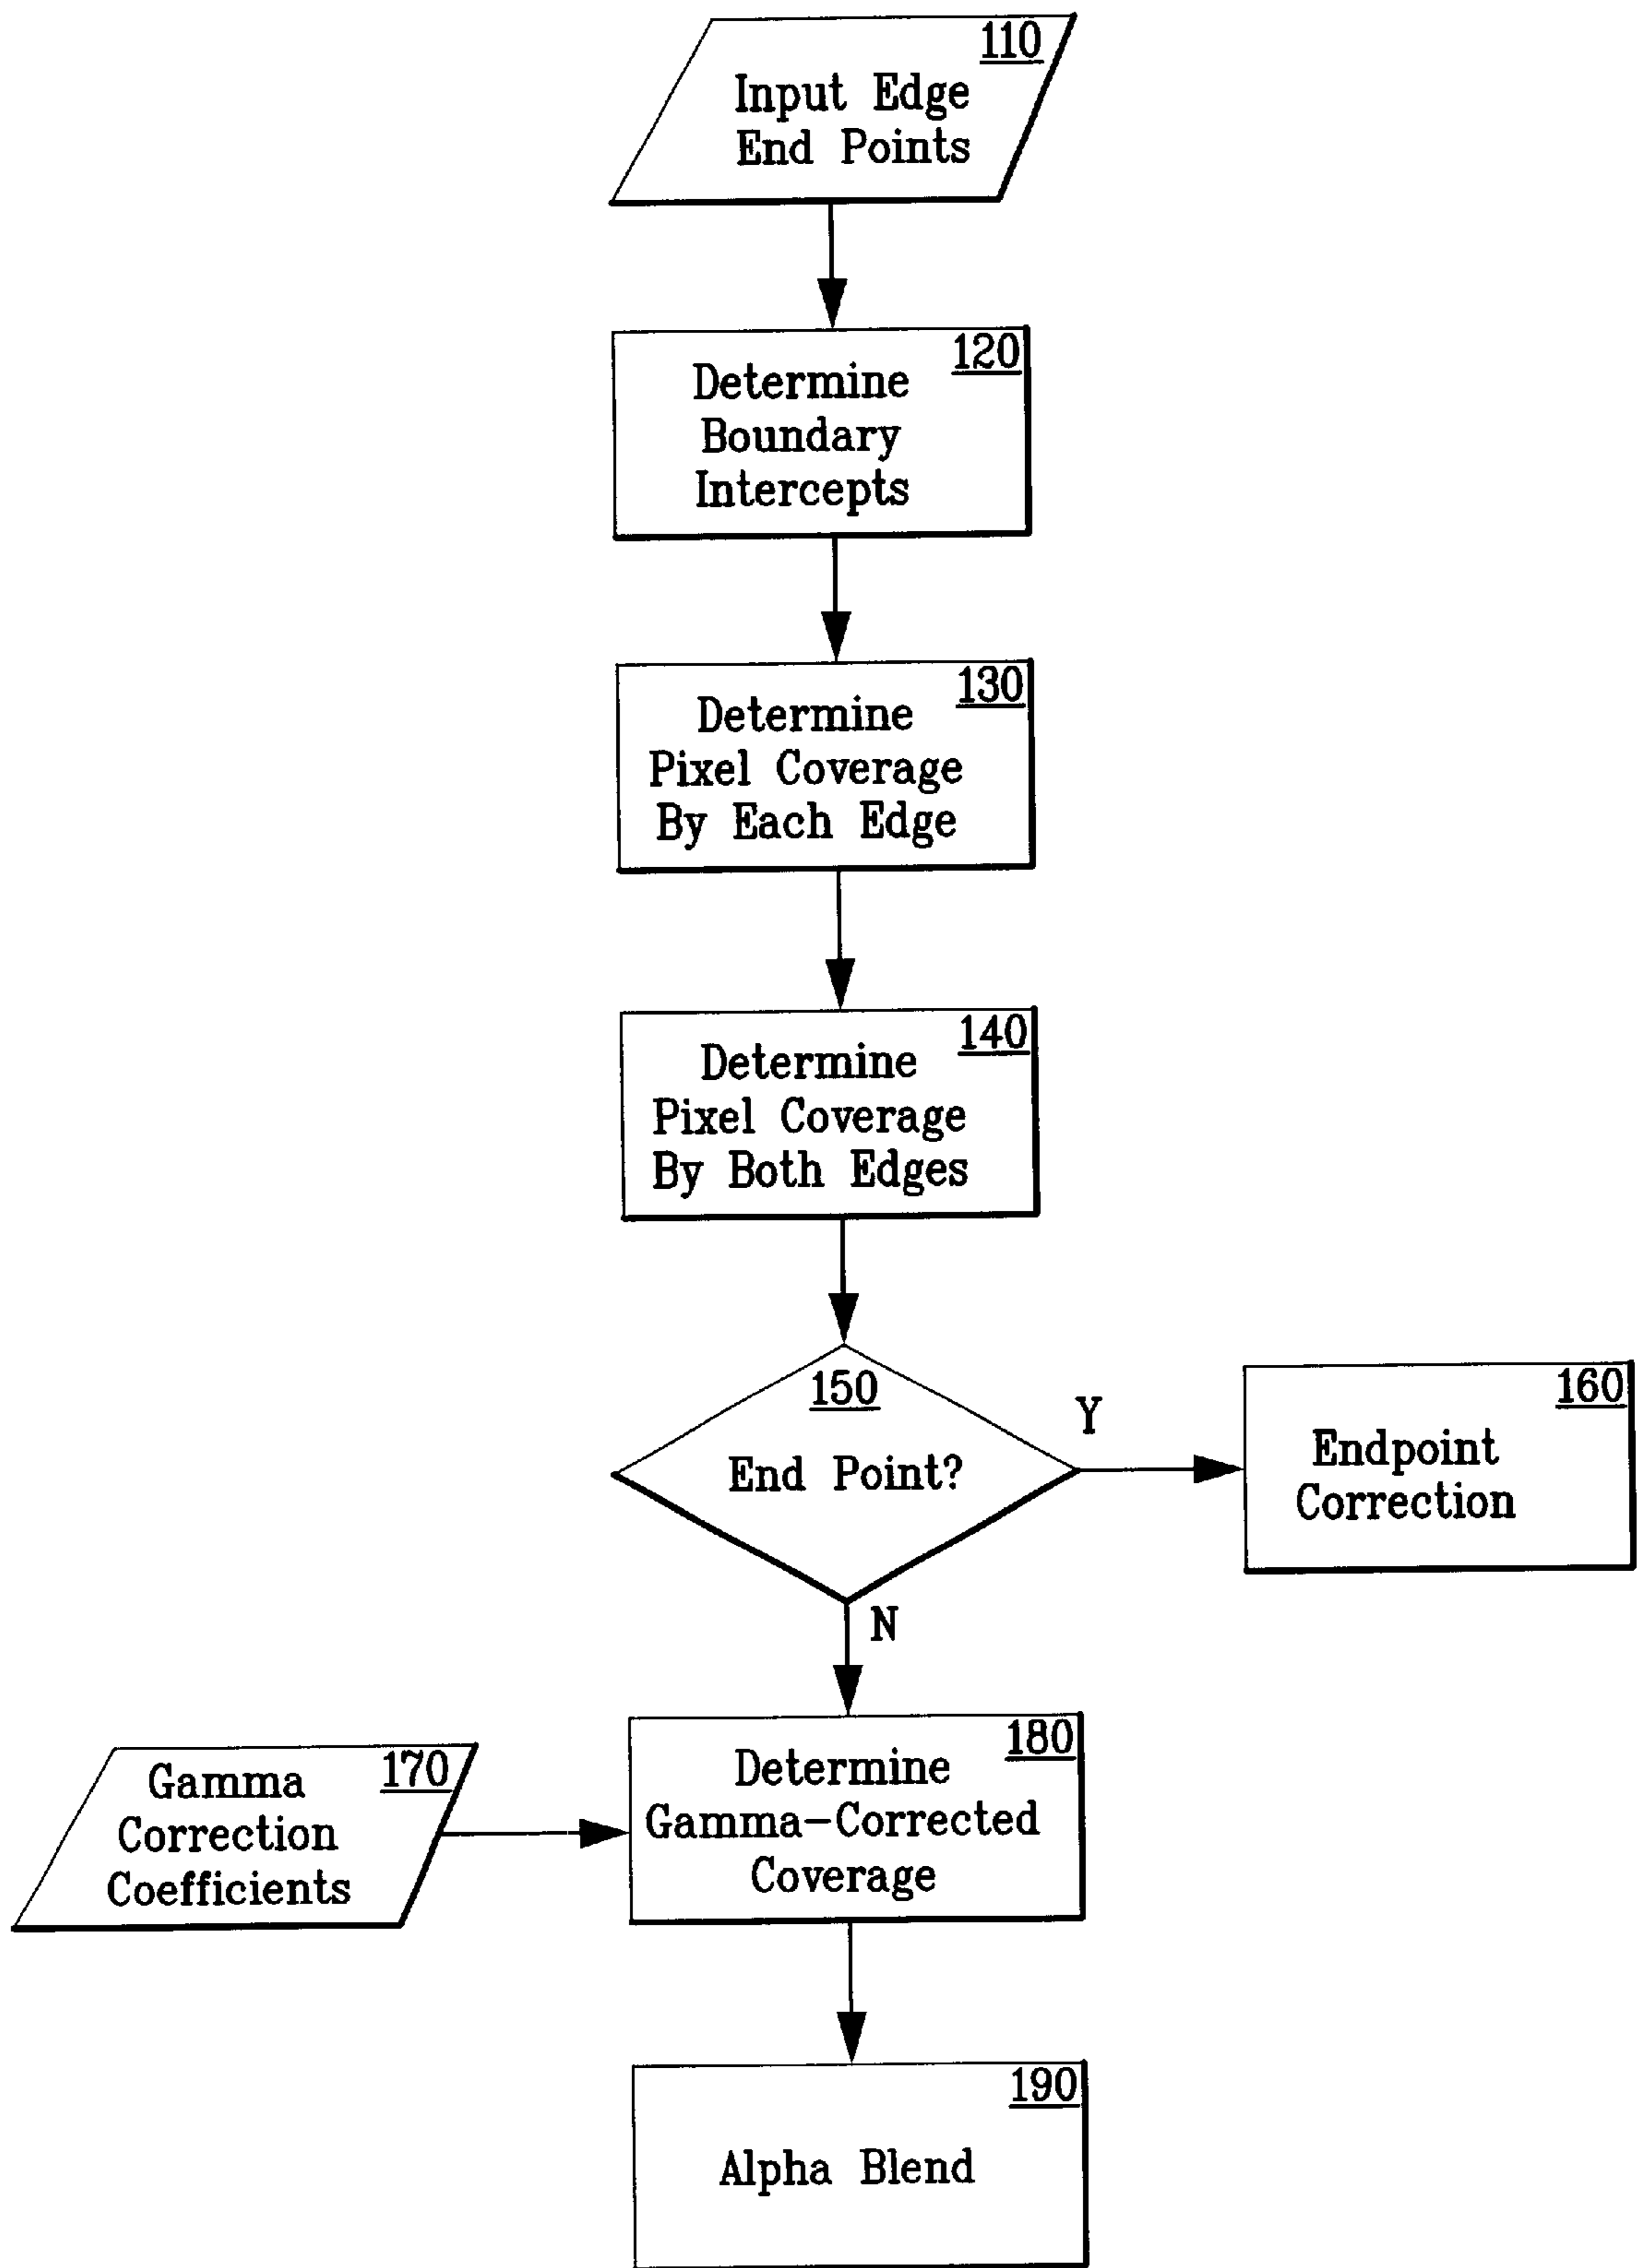 110
Input Edge
End Points
120
Determine
Boundary
Intercepts
130
Determine
Pixel Coverage
By Each Edge
140
Determine
Pixel Coverage
By Both Edges
150
End Point?
Y
160
Endpoint
Correction
N
170
Gamma
Correction
Coefficients
180
Determine
Gamma-Corrected
Coverage
190
Alpha Blend